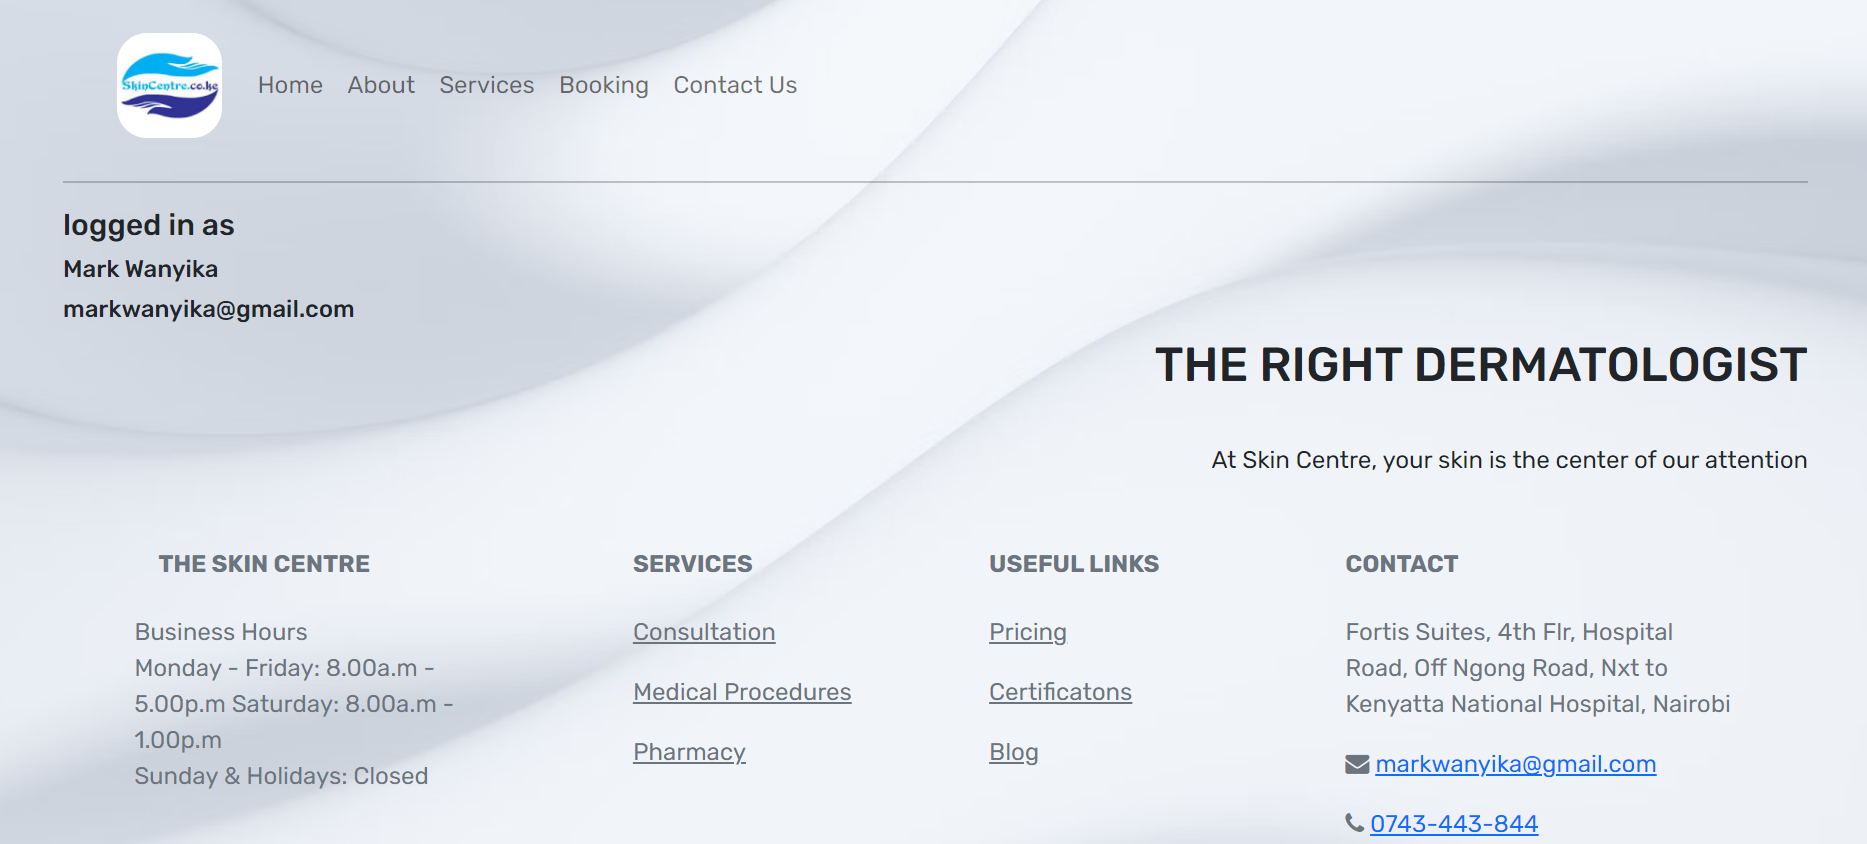 SkinCentre.co.ke
Home About Services Booking Contact Us
logged in as
Mark Wanyika
markwanyika@gmail.com
THE RIGHT DERMATOLOGIST
At Skin Centre, your skin is the center of our attention
THE SKIN CENTRE
Business Hours
Monday - Friday: 8.00a.m -
5.00p.m Saturday: 8.00a.m -
1.00p.m
Sunday & Holidays: Closed
SERVICES
Consultation
Medical Procedures
Pharmacy
USEFUL LINKS
Pricing
Certificatons
Blog
CONTACT
Fortis Suites, 4th Flr, Hospital
Road, Off Ngong Road, Nxt to
Kenyatta National Hospital, Nairobi
markwanyika@gmail.com
0743-443-844